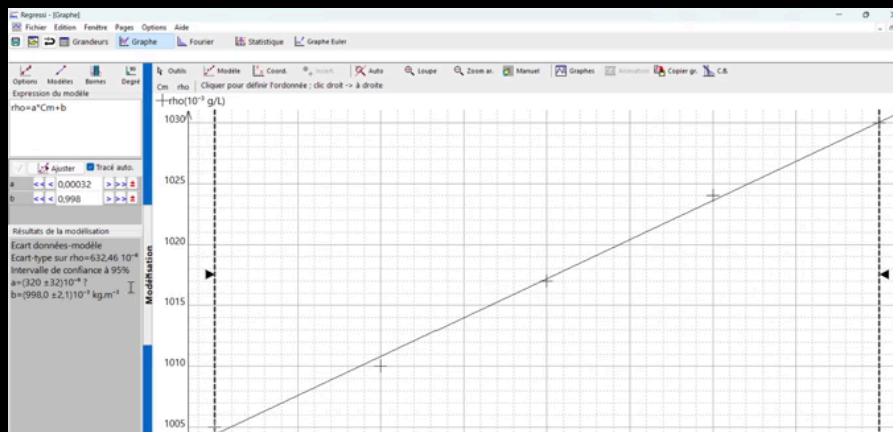 Regressi - [Graphe]
Fichier Edition Fenêtre Pages Options Aide
Grandeurs Graphe Fourier Statistique Graphe Euler
Options Modèles Bornes Degré
Outils Modèle Coord. Insert. Auto Loupe Zoom ar. Manuel Graphes Animation Copier gr. C.B.
Cm rho Cliquer pour définir l'ordonnée ; clic droit -> à droite
Expression du modèle
rho=a*Cm+b
Ajuster Tracé auto.
a << < 0,00032 > >> ±
b << < 0,998 > >> ±
Résultats de la modélisation
Ecart données-modèle
Ecart-type sur rho=632,46 10⁻⁶
Intervalle de confiance à 95%
a=(320 ±32)10⁻⁶ ?
b=(998,0 ±2,1)10⁻³ kg.m⁻³
Modélisation
rho(10⁻³ g/L)
1030
1025
1020
1015
1010
1005